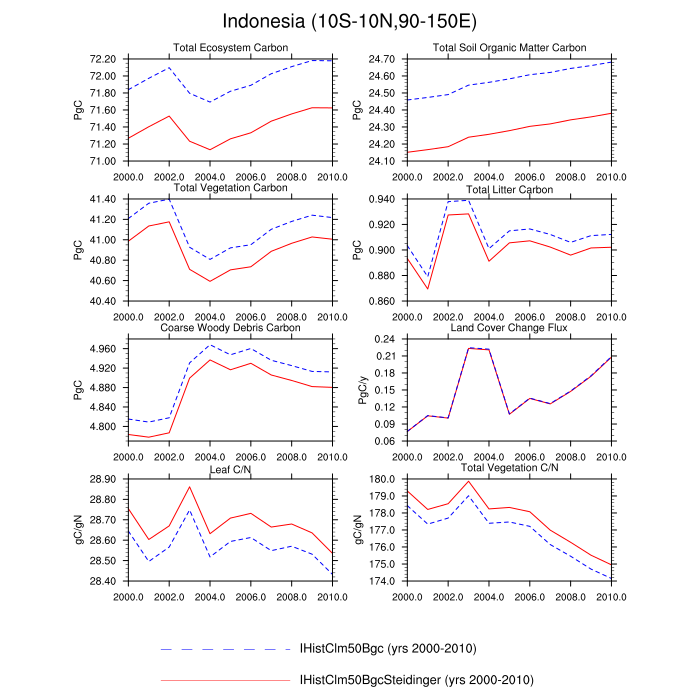 Indonesia (10S-10N,90-150E)
Total Ecosystem Carbon
PgC
72.20
72.00
71.80
71.60
71.40
71.20
71.00
2000.0 2002.0 2004.0 2006.0 2008.0 2010.0
Total Soil Organic Matter Carbon
PgC
24.70
24.60
24.50
24.40
24.30
24.20
24.10
2000.0 2002.0 2004.0 2006.0 2008.0 2010.0
Total Vegetation Carbon
PgC
41.40
41.20
41.00
40.80
40.60
40.40
2000.0 2002.0 2004.0 2006.0 2008.0 2010.0
Total Litter Carbon
PgC
0.940
0.920
0.900
0.880
0.860
2000.0 2002.0 2004.0 2006.0 2008.0 2010.0
Coarse Woody Debris Carbon
PgC
4.960
4.920
4.880
4.840
4.800
2000.0 2002.0 2004.0 2006.0 2008.0 2010.0
Land Cover Change Flux
PgC/y
0.24
0.21
0.18
0.15
0.12
0.09
0.06
2000.0 2002.0 2004.0 2006.0 2008.0 2010.0
Leaf C/N
gC/gN
28.90
28.80
28.70
28.60
28.50
28.40
2000.0 2002.0 2004.0 2006.0 2008.0 2010.0
Total Vegetation C/N
gC/gN
180.0
179.0
178.0
177.0
176.0
175.0
174.0
2000.0 2002.0 2004.0 2006.0 2008.0 2010.0
IHistClm50Bgc (yrs 2000-2010)
IHistClm50BgcSteidinger (yrs 2000-2010)